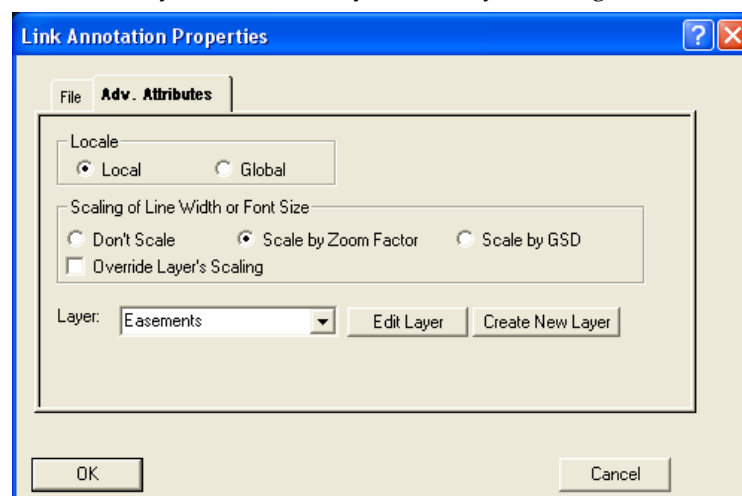 Link Annotation Properties
File Adv. Attributes
Locale
Local Global
Scaling of Line Width or Font Size
Don't Scale Scale by Zoom Factor Scale by GSD
Override Layer's Scaling
Layer: Easements Edit Layer Create New Layer
OK Cancel